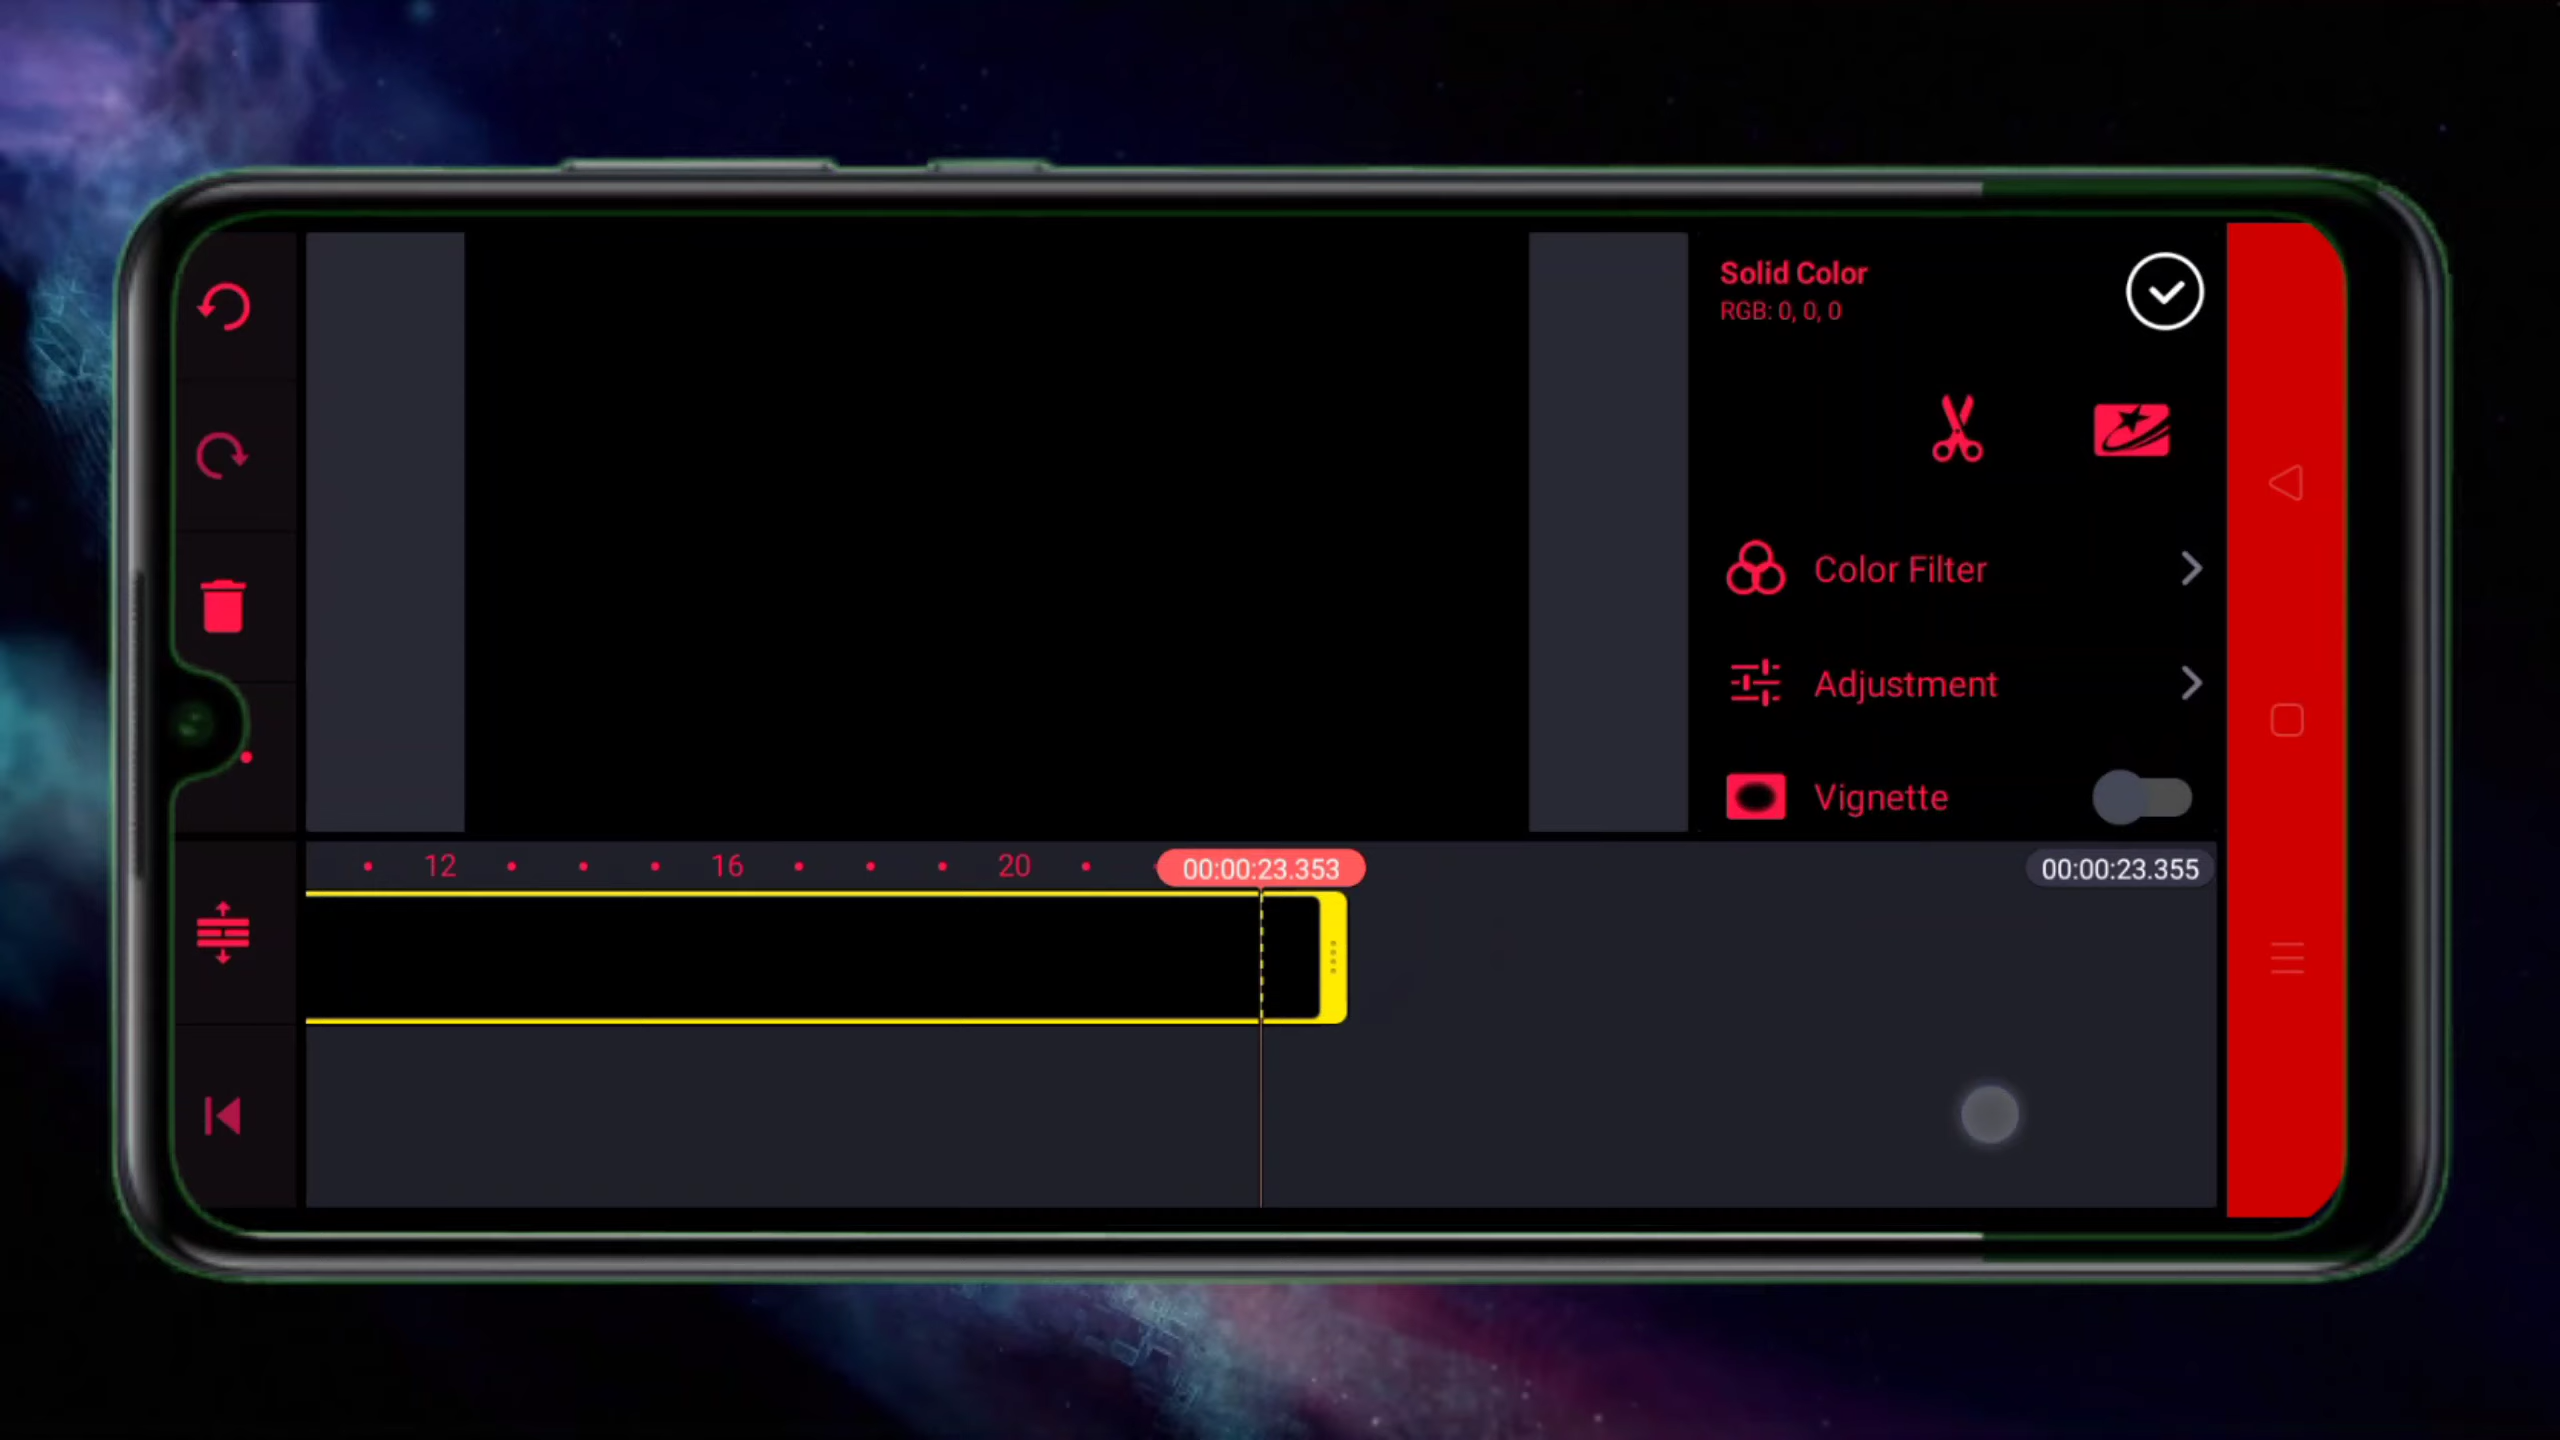 Solid Color
RGB: 0, 0, 0
Color Filter
Adjustment
Vignette
12
16
20
00:00:23.353
00:00:23.355